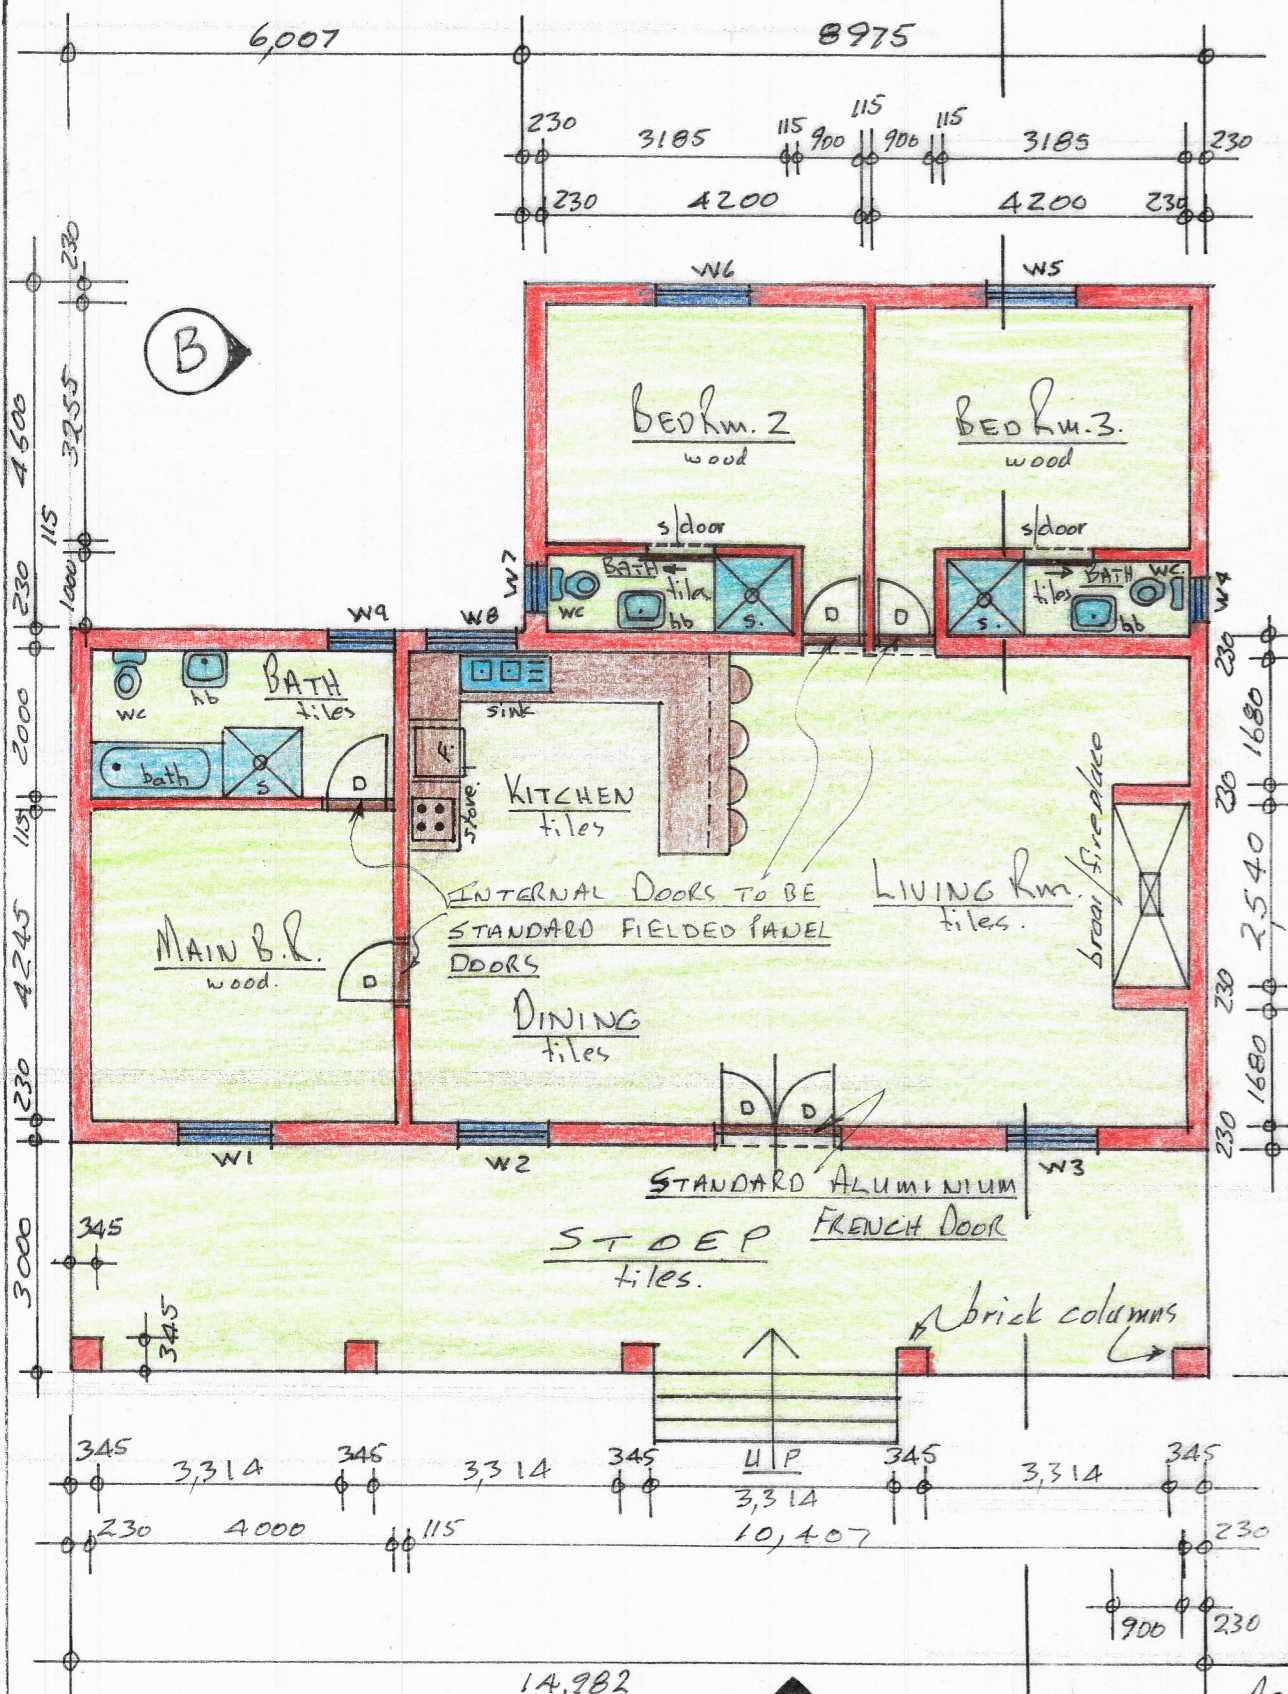 6,007
8975
230
3185
115
900
115
900
115
3185
230
230
4200
4200
230
W6
W5
230
B
3255
4600
BED Rm. 2
wood
BED Rm. 3.
wood
s/door
s/door
115
W7
BATH
tiles
wc
hb
s.
D
D
s.
tiles
BATH
WC.
hb
W4
230
1000
W9
W8
BATH
tiles
wc
hb
sink
230
1680
2000
bath
s
D
F.
stove.
KITCHEN
tiles
braai/fireplace
230
115
INTERNAL DOORS TO BE
STANDARD FIELDED PANEL
DOORS
LIVING Rm.
tiles.
2540
4245
MAIN B.R.
wood.
D
DINING
tiles
230
1680
230
D
D
W1
W2
W3
230
STANDARD ALUMINIUM
FRENCH DOOR
345
STOEP
tiles.
3000
345
brick columns
345
3,314
345
3,314
345
UP
345
3,314
345
3,314
230
4000
115
10,407
230
900
230
14,982